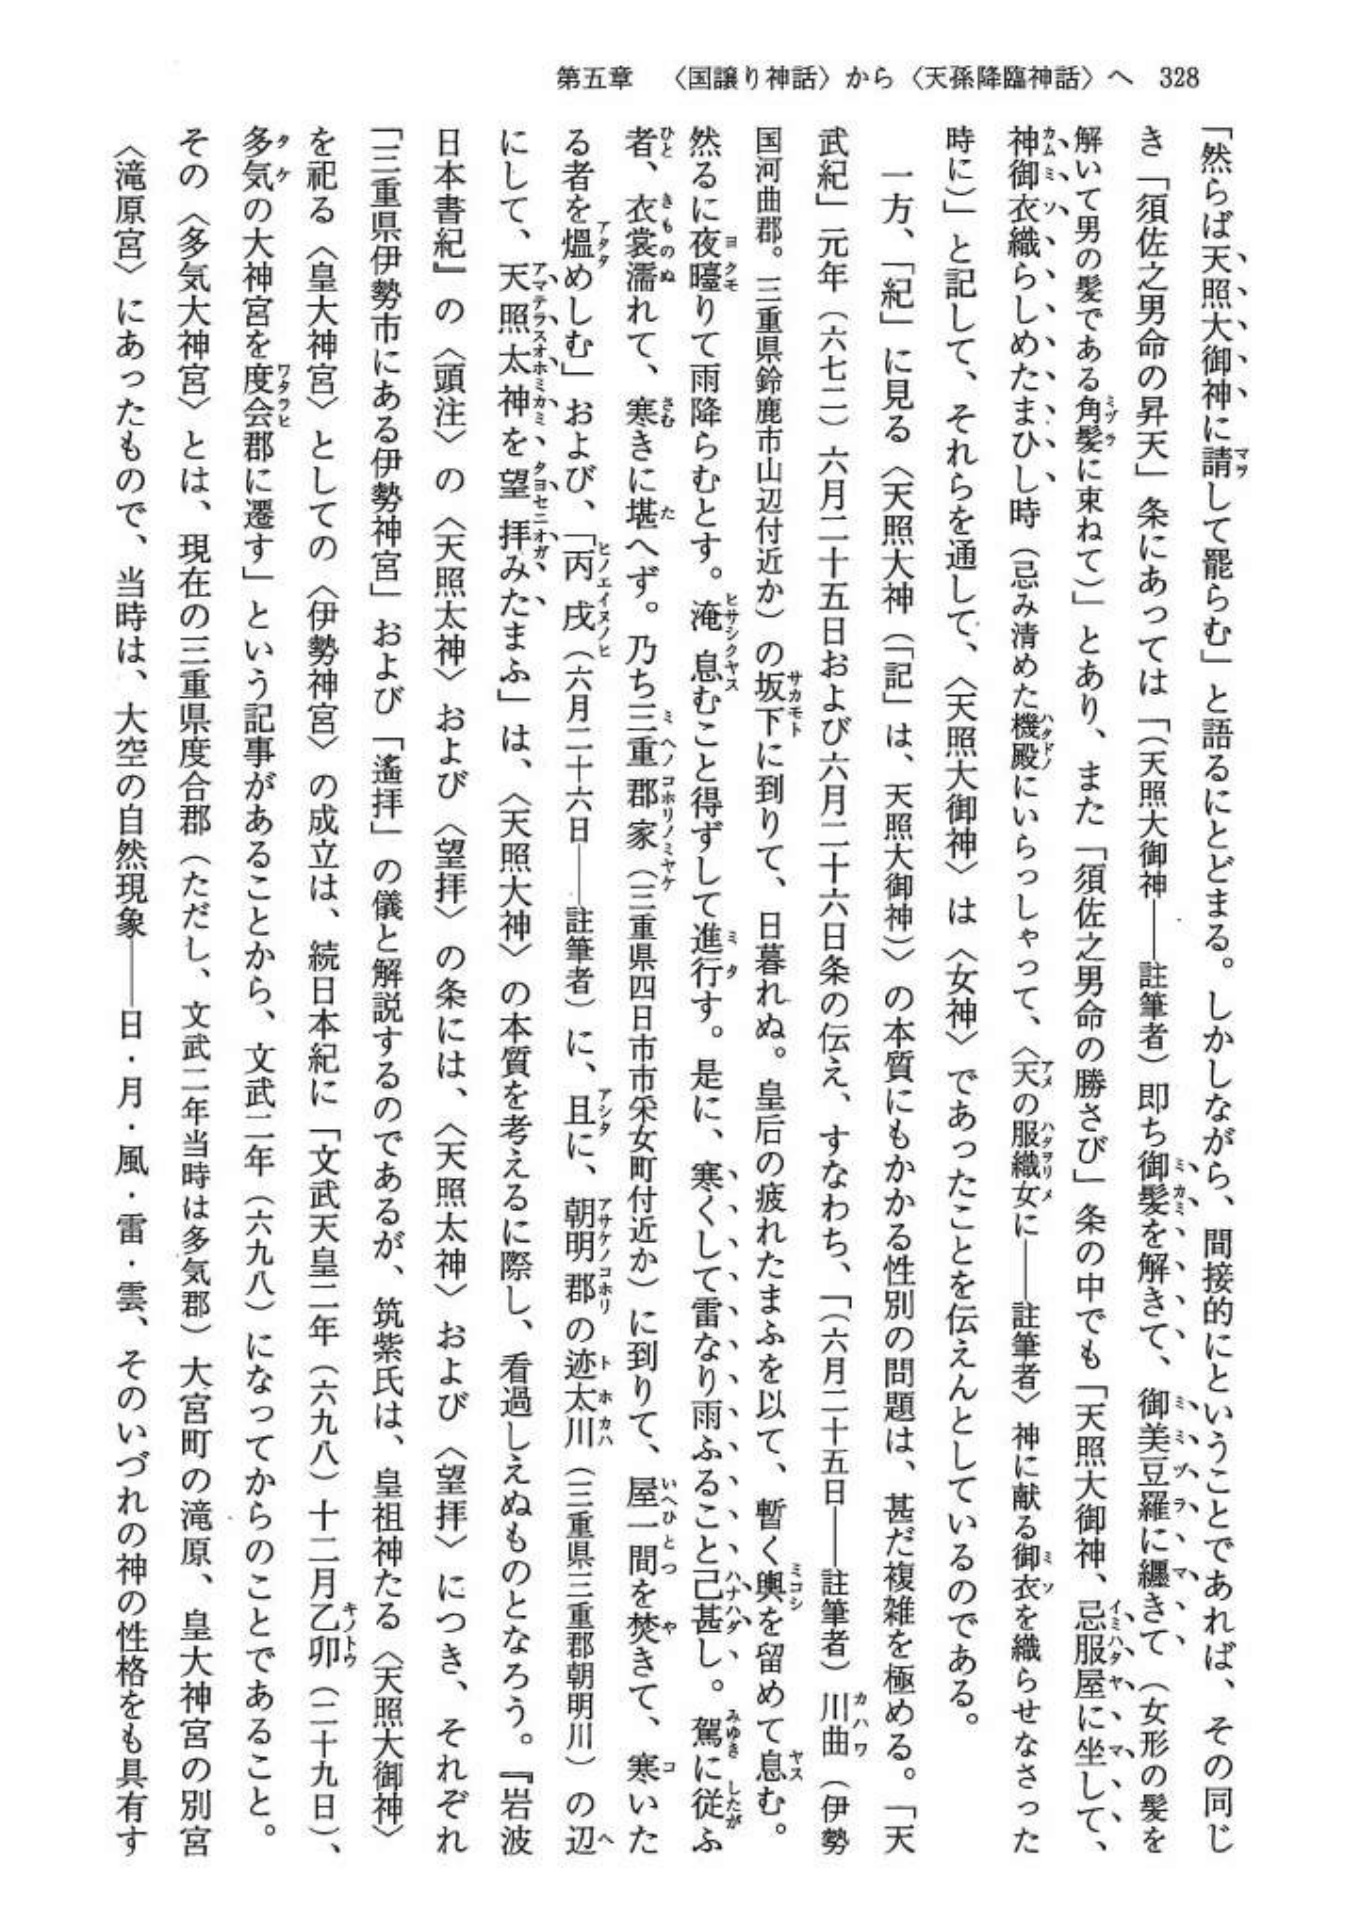 第五章　〈国譲り神話〉から〈天孫降臨神話〉へ　328
「然らば天照大御神に請して罷らむ」と語るにとどまる。しかしながら、間接的にということであれば、その同じ
き「須佐之男命の昇天」条にあっては「（天照大御神――註筆者）即ち御髪を解きて、御美豆羅に纒きて（女形の髪を
解いて男の髪である角髪に束ねて）」とあり、また「須佐之男命の勝さび」条の中でも「天照大御神、忌服屋に坐して、
神御衣織らしめたまひし時（忌み清めた機殿にいらっしゃって、〈天の服織女に――註筆者〉神に献る御衣を織らせなさった
時に）」と記して、それらを通して、〈天照大御神〉は〈女神〉であったことを伝えんとしているのである。
一方、「紀」に見る〈天照大神（「記」は、天照大御神）〉の本質にもかかる性別の問題は、甚だ複雑を極める。「天
武紀」元年（六七二）六月二十五日および六月二十六日条の伝え、すなわち、「（六月二十五日――註筆者）川曲（伊勢
国河曲郡。三重県鈴鹿市山辺付近か）の坂下に到りて、日暮れぬ。皇后の疲れたまふを以て、暫く輿を留めて息む。
然るに夜曀りて雨降らむとす。淹息むこと得ずして進行す。是に、寒くして雷なり雨ふること己甚し。駕に従ふ
者、衣裳濡れて、寒きに堪へず。乃ち三重郡家（三重県四日市市采女町付近か）に到りて、屋一間を焚きて、寒いた
る者を熅めしむ」および、「丙戌（六月二十六日――註筆者）に、旦に、朝明郡の迹太川（三重県三重郡朝明川）の辺
にして、天照太神を望拝みたまふ」は、〈天照大神〉の本質を考えるに際し、看過しえぬものとなろう。『岩波
日本書紀』の〈頭注〉の〈天照太神〉および〈望拝〉の条には、〈天照太神〉および〈望拝〉につき、それぞれ
「三重県伊勢市にある伊勢神宮」および「遙拝」の儀と解説するのであるが、筑紫氏は、皇祖神たる〈天照大御神〉
を祀る〈皇大神宮〉としての〈伊勢神宮〉の成立は、続日本紀に「文武天皇二年（六九八）十二月乙卯（二十九日）、
多気の大神宮を度会郡に遷す」という記事があることから、文武二年（六九八）になってからのことであること。
その〈多気大神宮〉とは、現在の三重県度合郡（ただし、文武二年当時は多気郡）大宮町の滝原、皇大神宮の別宮
〈滝原宮〉にあったもので、当時は、大空の自然現象――日・月・風・雷・雲、そのいづれの神の性格をも具有す